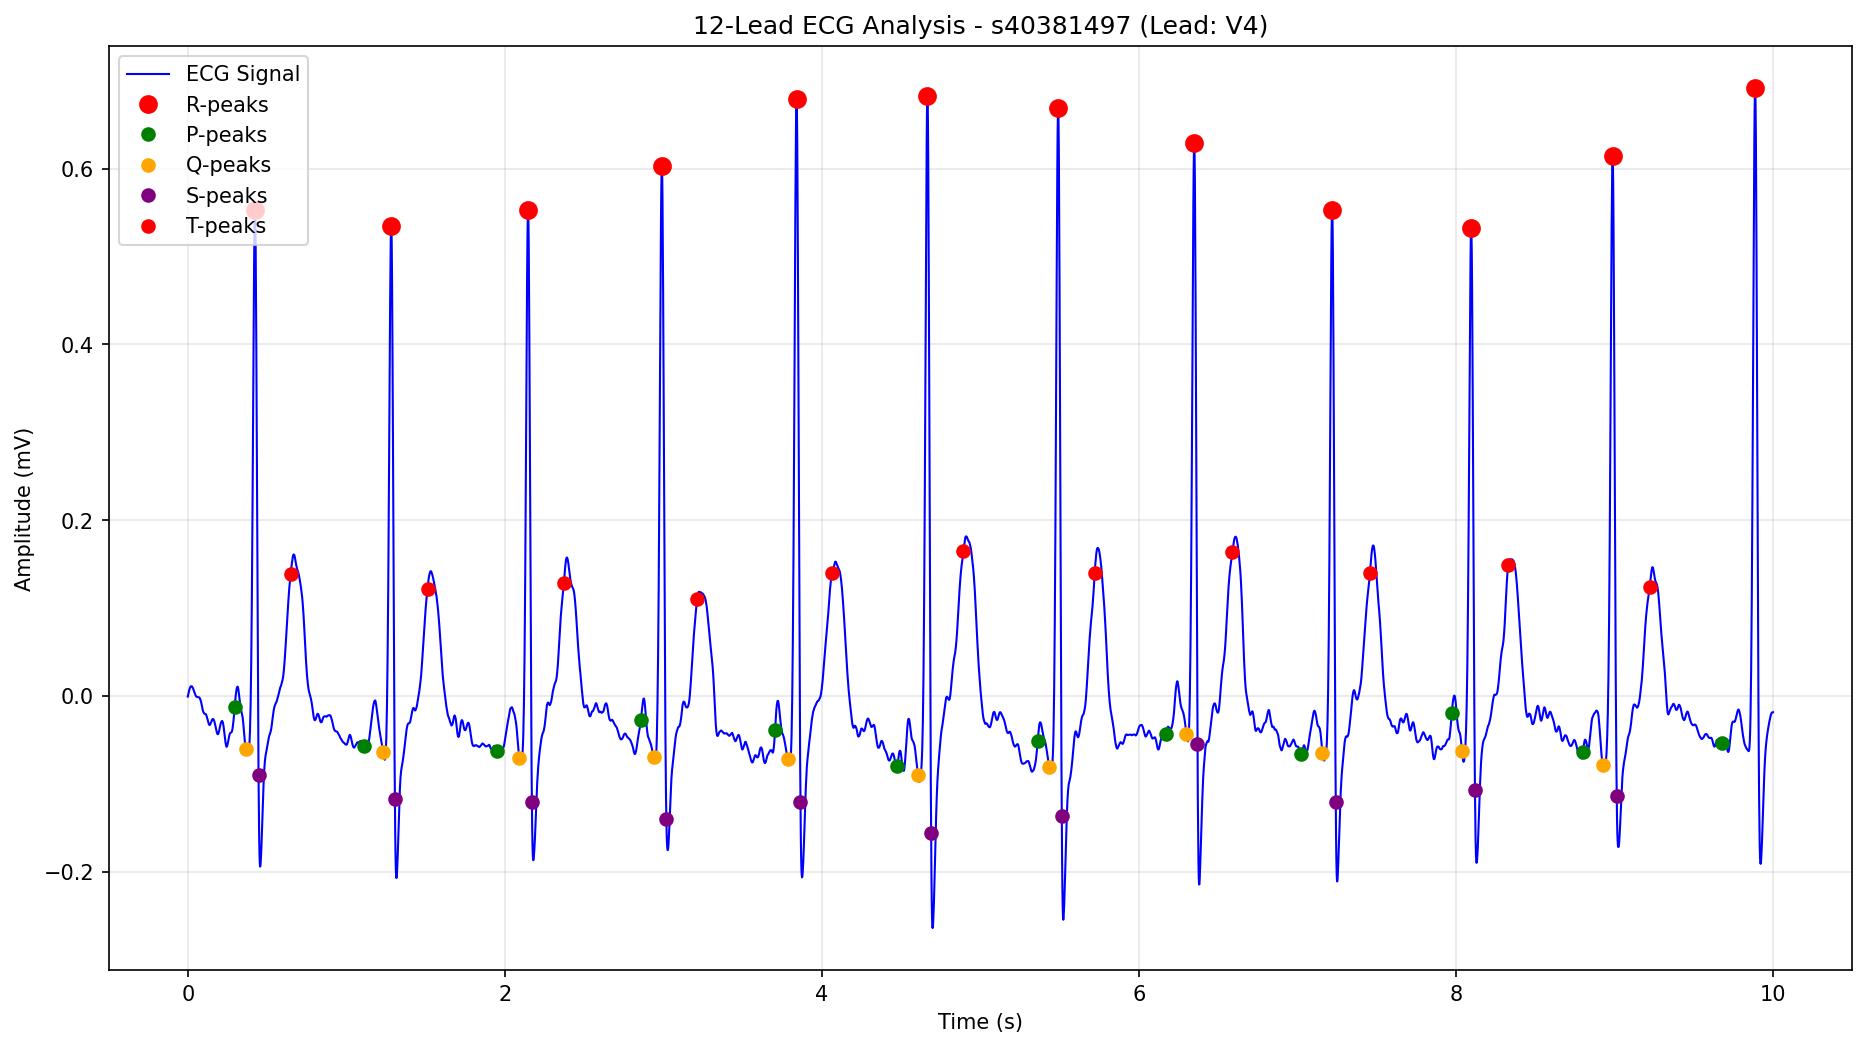 12-Lead ECG Analysis - s40381497 (Lead: V4)
ECG Signal
R-peaks
P-peaks
Q-peaks
S-peaks
T-peaks
Amplitude (mV)
0.6
0.4
0.2
0.0
−0.2
0
2
4
6
8
10
Time (s)